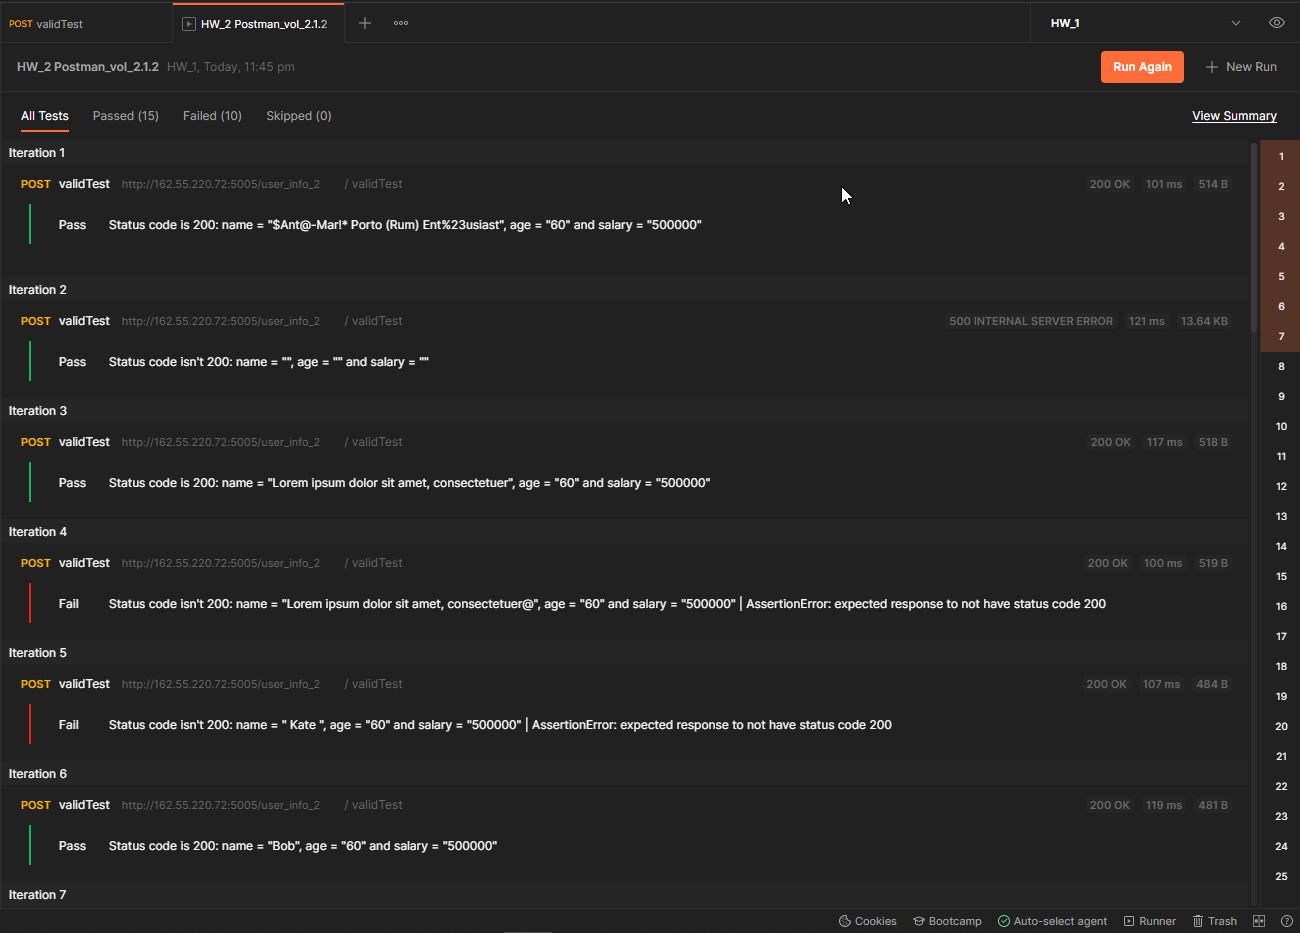 POST validTest
HW_2 Postman_vol_2.1.2
HW_1
HW_2 Postman_vol_2.1.2 HW_1, Today, 11:45 pm
Run Again
New Run
All Tests Passed (15) Failed (10) Skipped (0)
View Summary
Iteration 1
POST validTest http://162.55.220.72:5005/user_info_2 / validTest 200 OK 101 ms 514 B
Pass Status code is 200: name = "$Ant@-Mar!* Porto (Rum) Ent%23usiast", age = "60" and salary = "500000"
Iteration 2
POST validTest http://162.55.220.72:5005/user_info_2 / validTest 500 INTERNAL SERVER ERROR 121 ms 13.64 KB
Pass Status code isn't 200: name = "", age = "" and salary = ""
Iteration 3
POST validTest http://162.55.220.72:5005/user_info_2 / validTest 200 OK 117 ms 518 B
Pass Status code is 200: name = "Lorem ipsum dolor sit amet, consectetuer", age = "60" and salary = "500000"
Iteration 4
POST validTest http://162.55.220.72:5005/user_info_2 / validTest 200 OK 100 ms 519 B
Fail Status code isn't 200: name = "Lorem ipsum dolor sit amet, consectetuer@", age = "60" and salary = "500000" | AssertionError: expected response to not have status code 200
Iteration 5
POST validTest http://162.55.220.72:5005/user_info_2 / validTest 200 OK 107 ms 484 B
Fail Status code isn't 200: name = " Kate ", age = "60" and salary = "500000" | AssertionError: expected response to not have status code 200
Iteration 6
POST validTest http://162.55.220.72:5005/user_info_2 / validTest 200 OK 119 ms 481 B
Pass Status code is 200: name = "Bob", age = "60" and salary = "500000"
Iteration 7
1
2
3
4
5
6
7
8
9
10
11
12
13
14
15
16
17
18
19
20
21
22
23
24
25
Cookies Bootcamp Auto-select agent Runner Trash